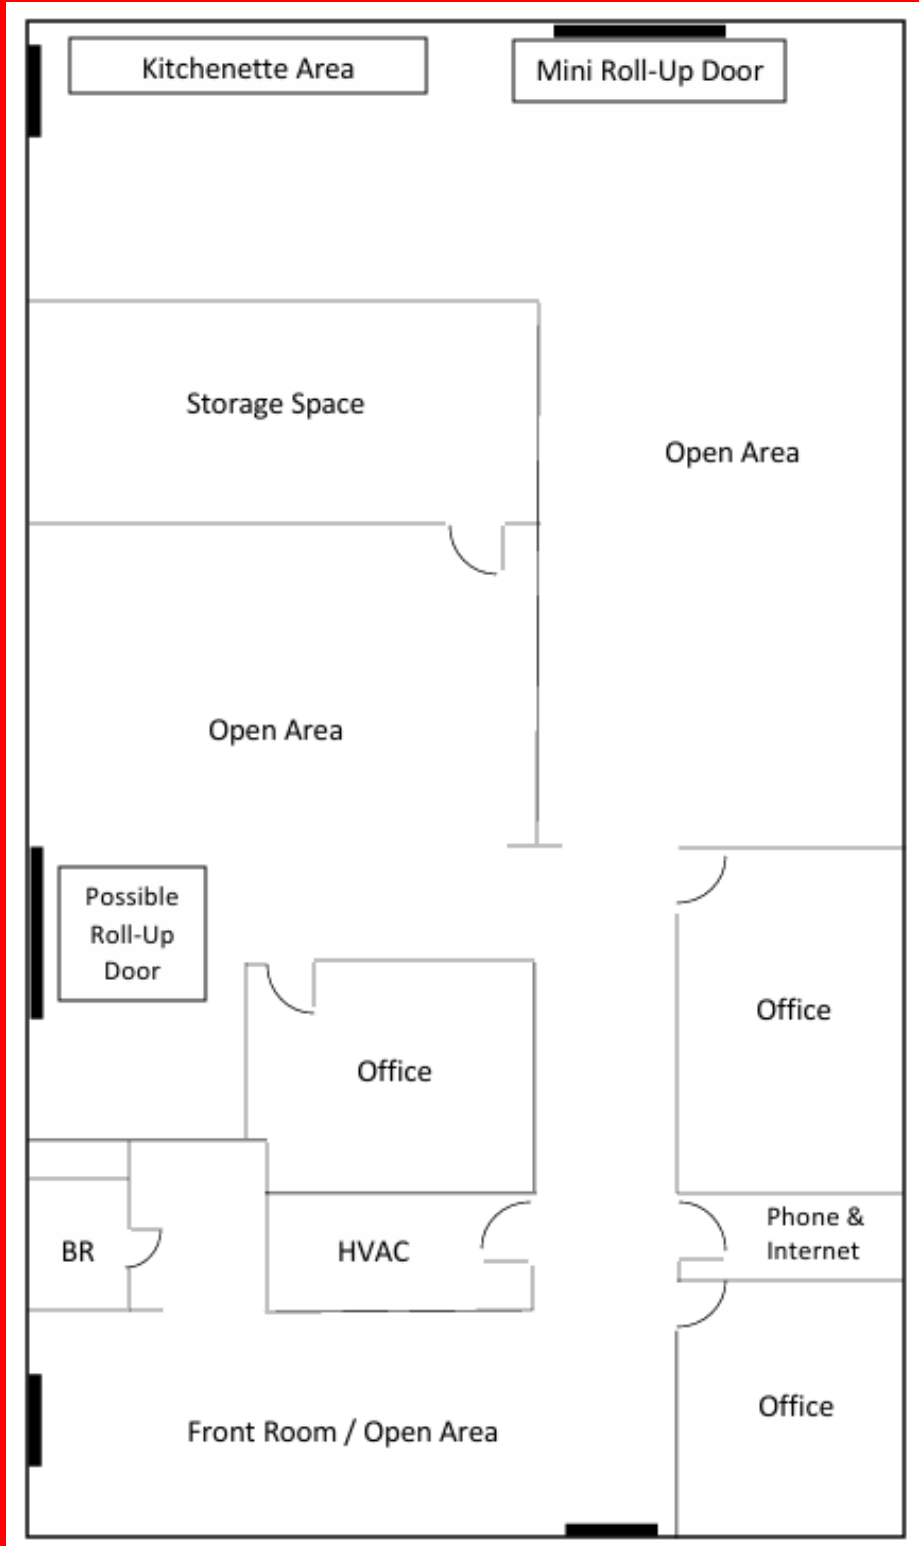 Kitchenette Area
Mini Roll-Up Door
Storage Space
Open Area
Open Area
Possible
Roll-Up
Door
Office
Office
Phone &
Internet
BR
HVAC
Office
Front Room / Open Area